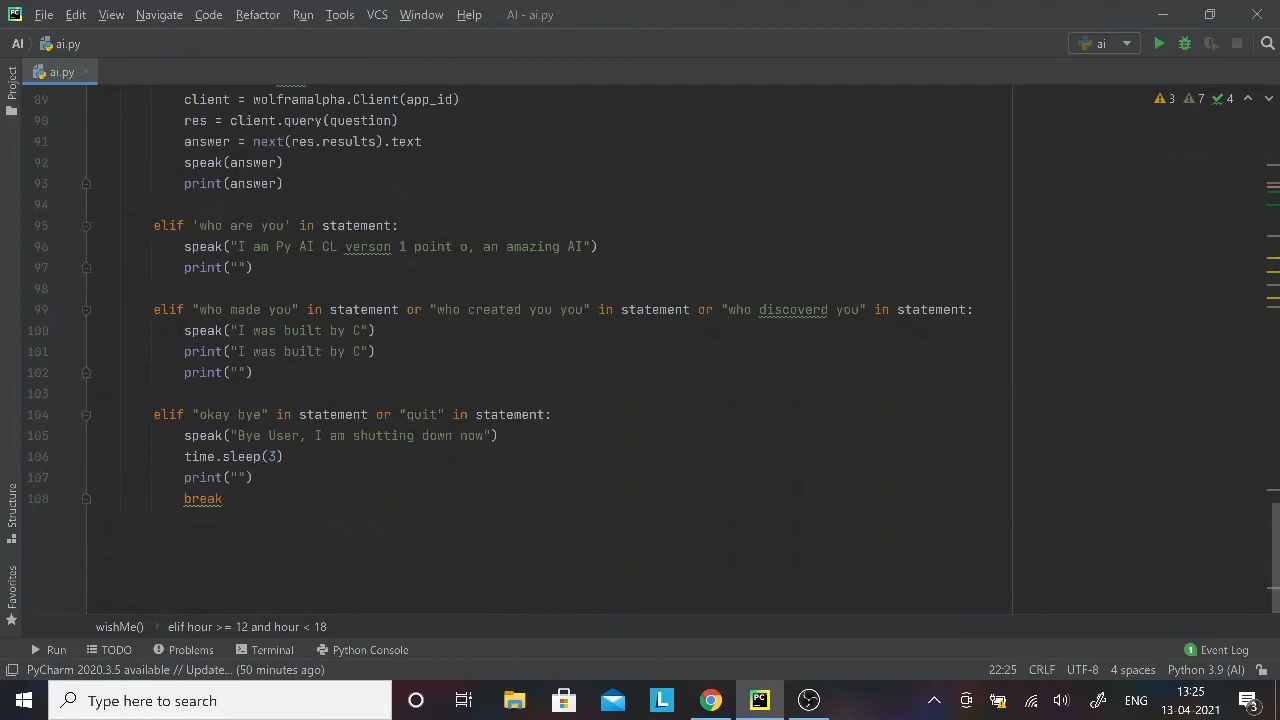 PC File Edit View Navigate Code Refactor Run Tools VCS Window Help AI - ai.py
AI ai.py ai
Project
ai.py
3 7 4
89 client = wolframalpha.Client(app_id)
90 res = client.query(question)
91 answer = next(res.results).text
92 speak(answer)
93 print(answer)
94
95 elif 'who are you' in statement:
96 speak("I am Py AI CL verson 1 point o, an amazing AI")
97 print("")
98
99 elif "who made you" in statement or "who created you you" in statement or "who discoverd you" in statement:
100 speak("I was built by C")
101 print("I was built by C")
102 print("")
103
104 elif "okay bye" in statement or "quit" in statement:
105 speak("Bye User, I am shutting down now")
106 time.sleep(3)
107 print("")
108 break
Structure
Favorites
wishMe() elif hour >= 12 and hour < 18
Run TODO Problems Terminal Python Console 1 Event Log
PyCharm 2020.3.5 available // Update... (50 minutes ago) 22:25 CRLF UTF-8 4 spaces Python 3.9 (AI)
Type here to search L PC ENG 13:25 3
13-04-2021